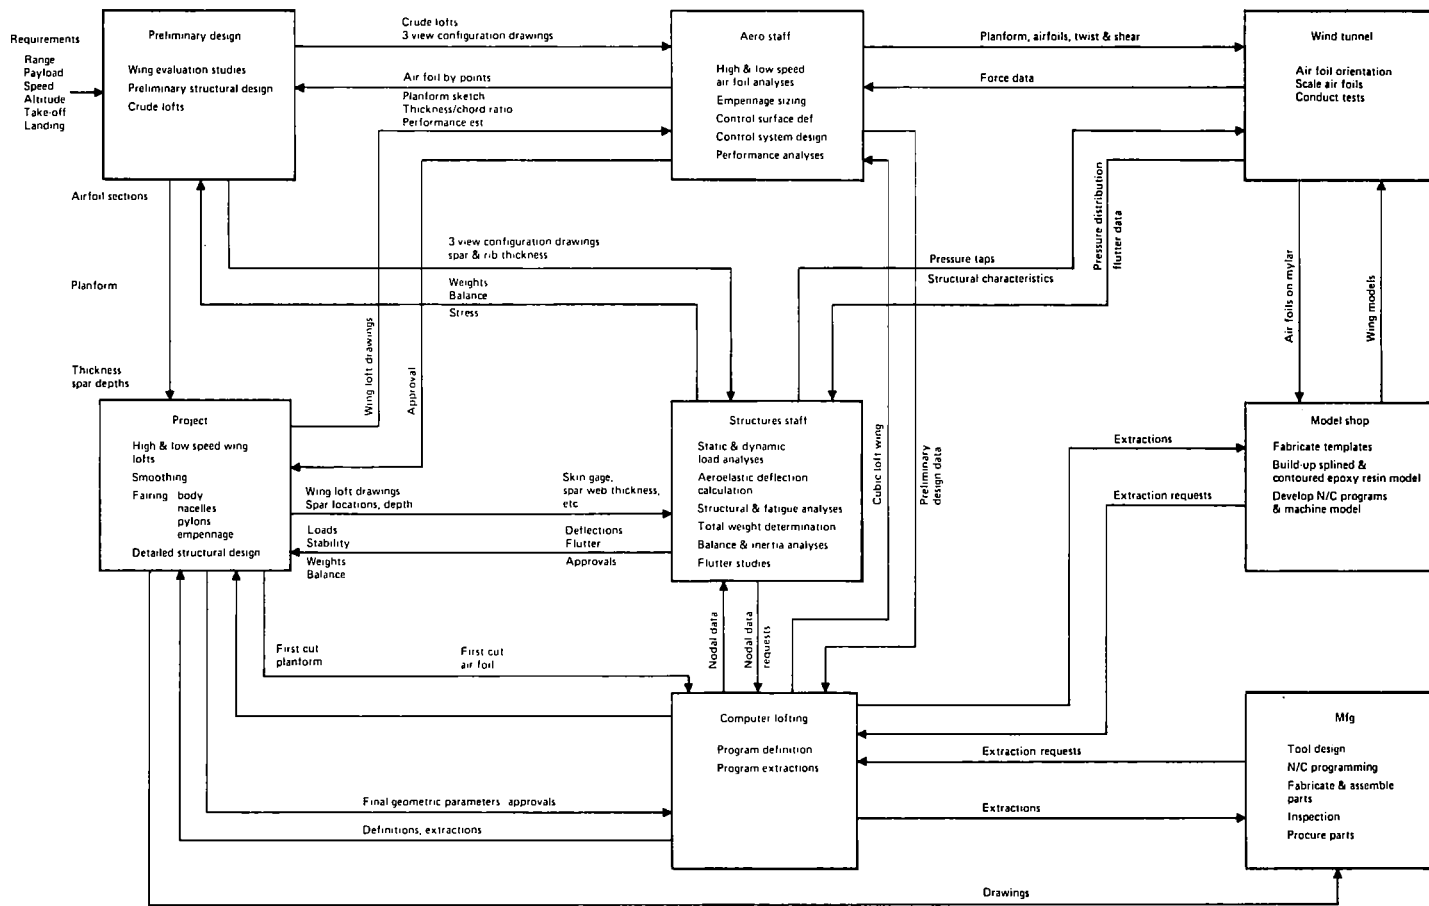 Requirements
Range
Payload
Speed
Altitude
Take-off
Landing
Preliminary design
Wing evaluation studies
Preliminary structural design
Crude lofts
Crude lofts
3 view configuration drawings
Air foil by points
Planform sketch
Thickness/chord ratio
Performance est
Aero staff
High & low speed
air foil analyses
Empennage sizing
Control surface def
Control system design
Performance analyses
Planform, airfoils, twist & shear
Force data
Wind tunnel
Air foil orientation
Scale air foils
Conduct tests
Airfoil sections
Planform
Thickness
spar depths
3 view configuration drawings
spar & rib thickness
Weights
Balance
Stress
Wing loft drawings
Approval
Pressure taps
Structural characteristics
Pressure distribution
flutter data
Air foils on mylar
Wing models
Project
High & low speed wing
lofts
Smoothing
Fairing body
nacelles
pylons
empennage
Detailed structural design
Wing loft drawings
Spar locations, depth
Skin gage,
spar web thickness,
etc
Loads
Stability
Weights
Balance
Deflections
Flutter
Approvals
Structures staff
Static & dynamic
load analyses
Aeroelastic deflection
calculation
Structural & fatigue analyses
Total weight determination
Balance & inertia analyses
Flutter studies
Cubic loft wing
Preliminary
design data
Extractions
Extraction requests
Model shop
Fabricate templates
Build-up splined &
contoured epoxy resin model
Develop N/C programs
& machine model
First cut
planform
First cut
air foil
Nodal data
Nodal data
requests
Computer lofting
Program definition
Program extractions
Extraction requests
Extractions
Mfg
Tool design
N/C programming
Fabricate & assemble
parts
Inspection
Procure parts
Final geometric parameters approvals
Definitions, extractions
Drawings